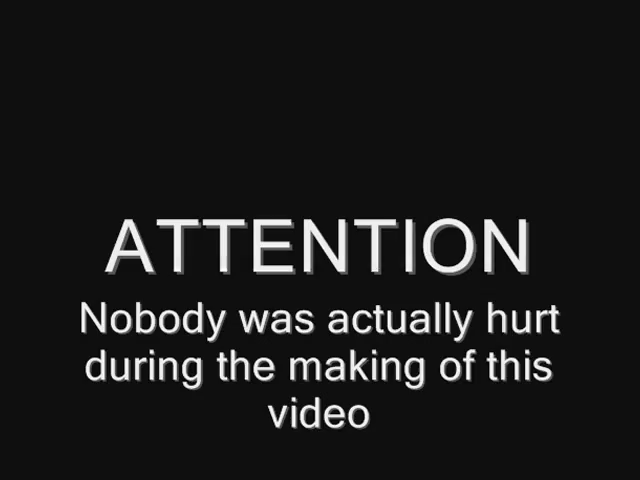 ATTENTION
Nobody was actually hurt
during the making of this
video